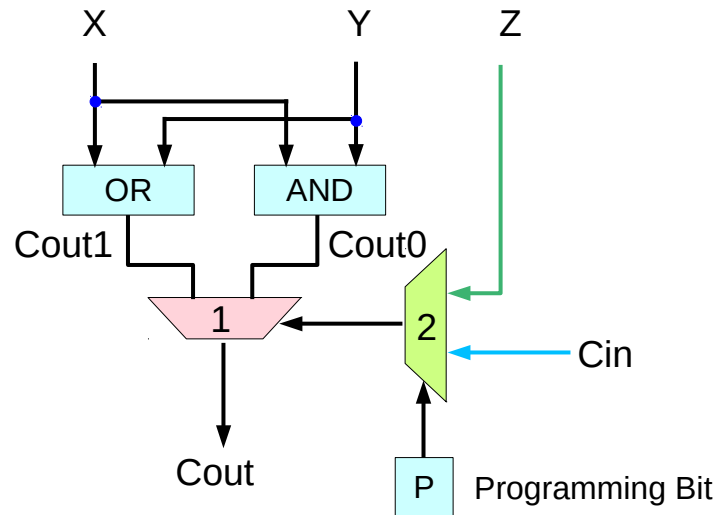 X Y Z
OR AND
Cout1 Cout0
1 2
Cin
Cout
P Programming Bit